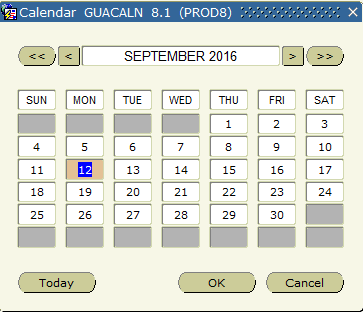 Calendar GUACALN 8.1 (PROD8)
<< < SEPTEMBER 2016 > >>
SUN MON TUE WED THU FRI SAT
1 2 3
4 5 6 7 8 9 10
11 12 13 14 15 16 17
18 19 20 21 22 23 24
25 26 27 28 29 30
Today OK Cancel